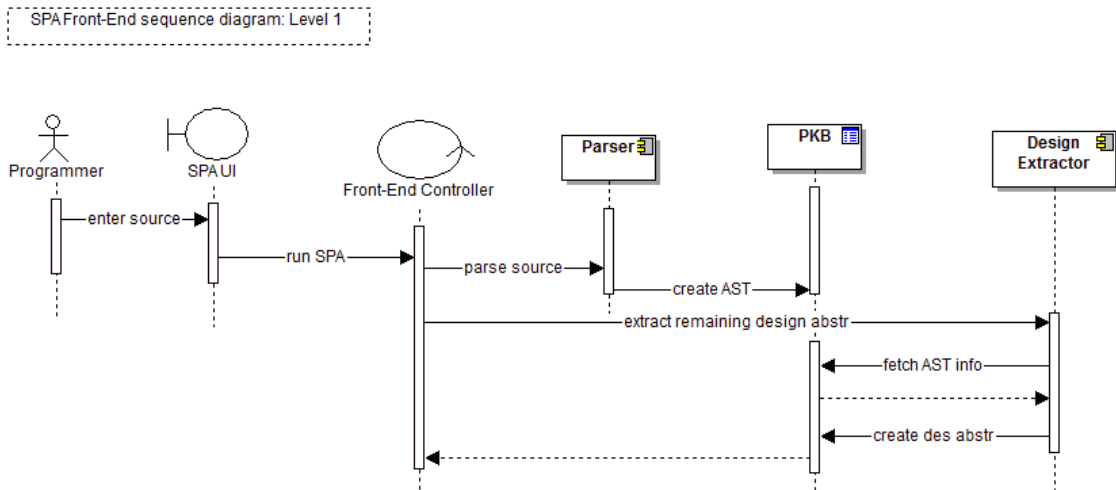 SPA Front-End sequence diagram: Level 1
Programmer
SPA UI
Front-End Controller
Parser
PKB
Design
Extractor
enter source
run SPA
parse source
create AST
extract remaining design abstr
fetch AST info
create des abstr